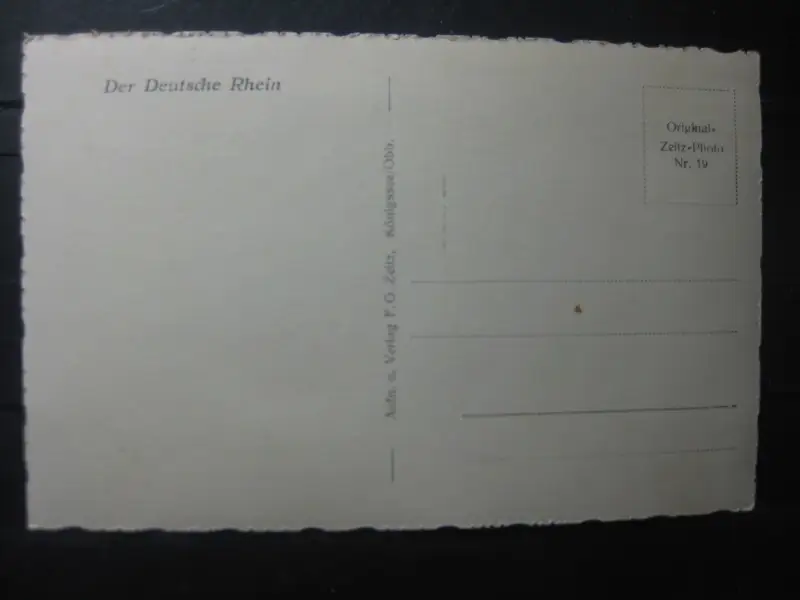 Der Deutsche Rhein
Aufn. u. Verlag F. G. Zeitz, Königssee/Obb.
Original-
Zeitz-Photo
Nr. 19